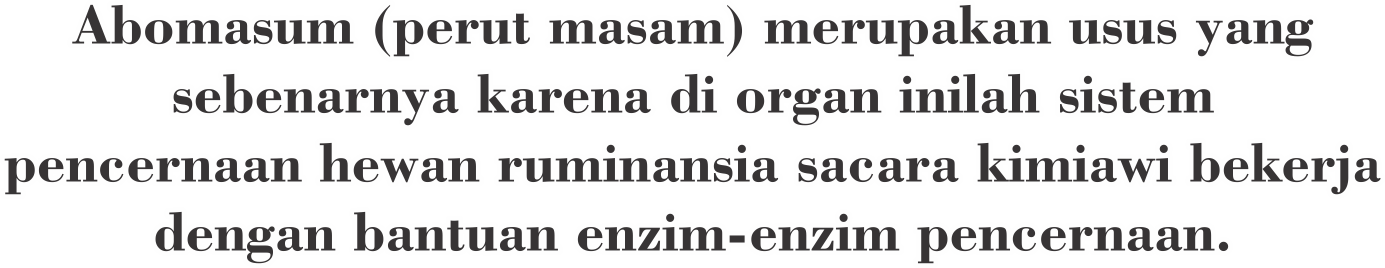 Abomasum (perut masam) merupakan usus yang
sebenarnya karena di organ inilah sistem
pencernaan hewan ruminansia sacara kimiawi bekerja
dengan bantuan enzim-enzim pencernaan.